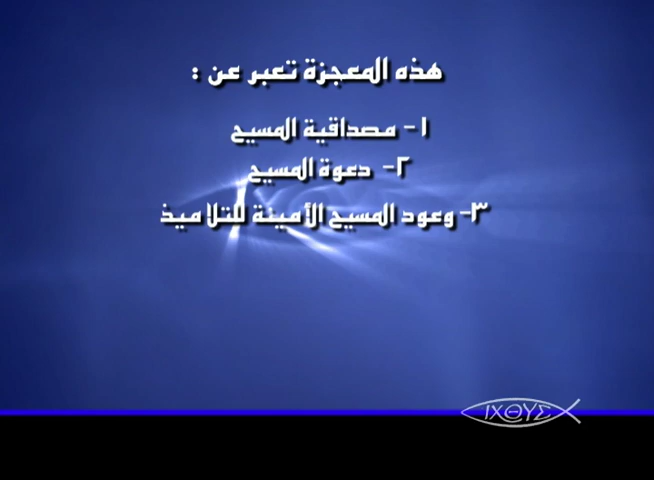 هذه المعجزة تعبر عن :
١- مصداقية المسيح
٢- دعوة المسيح
٣- وعود المسيح الأمينة للتلاميذ
ΙΧΘΥΣ